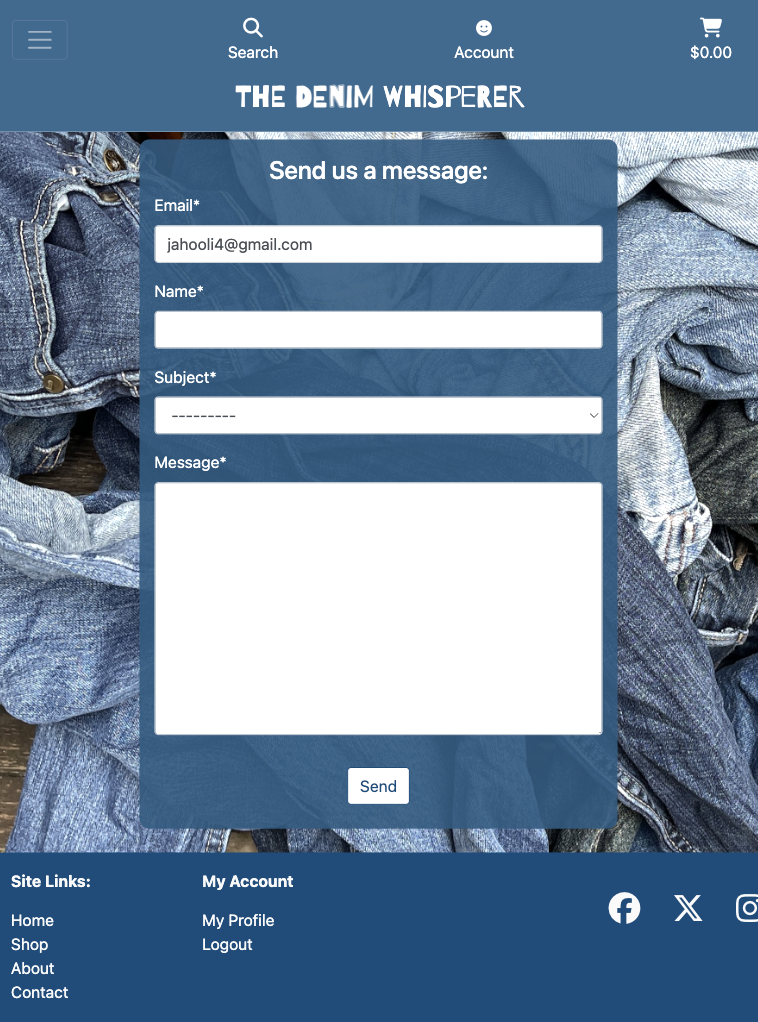 Search
Account
$0.00
THE DENIM WHISPERER
Send us a message:
Email*
jahooli4@gmail.com
Name*
Subject*
---------
Message*
Send
Site Links:
My Account
Home
My Profile
Shop
Logout
About
Contact